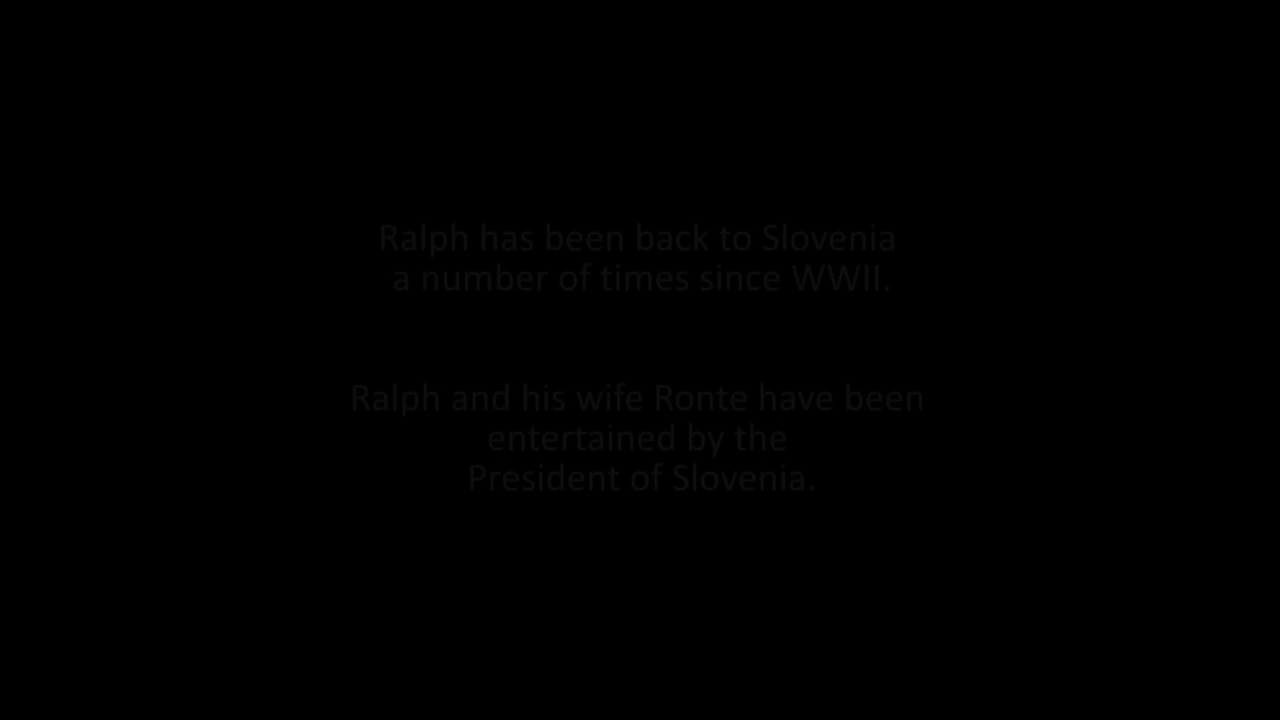 Ralph has been back to Slovenia
a number of times since WWII.
Ralph and his wife Ronte have been
entertained by the
President of Slovenia.